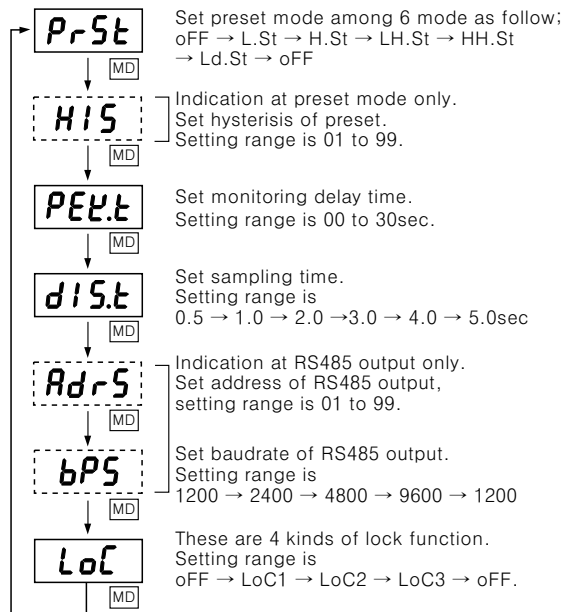 PrSt
Set preset mode among 6 mode as follow;
oFF → L.St → H.St → LH.St → HH.St
→ Ld.St → oFF
MD
HIS
Indication at preset mode only.
Set hysterisis of preset.
Setting range is 01 to 99.
MD
PEK.t
Set monitoring delay time.
Setting range is 00 to 30sec.
MD
dIS.t
Set sampling time.
Setting range is
0.5 → 1.0 → 2.0 →3.0 → 4.0 → 5.0sec
MD
AdrS
Indication at RS485 output only.
Set address of RS485 output,
setting range is 01 to 99.
MD
bPS
Set baudrate of RS485 output.
Setting range is
1200 → 2400 → 4800 → 9600 → 1200
MD
LoC
These are 4 kinds of lock function.
Setting range is
oFF → LoC1 → LoC2 → LoC3 → oFF.
MD